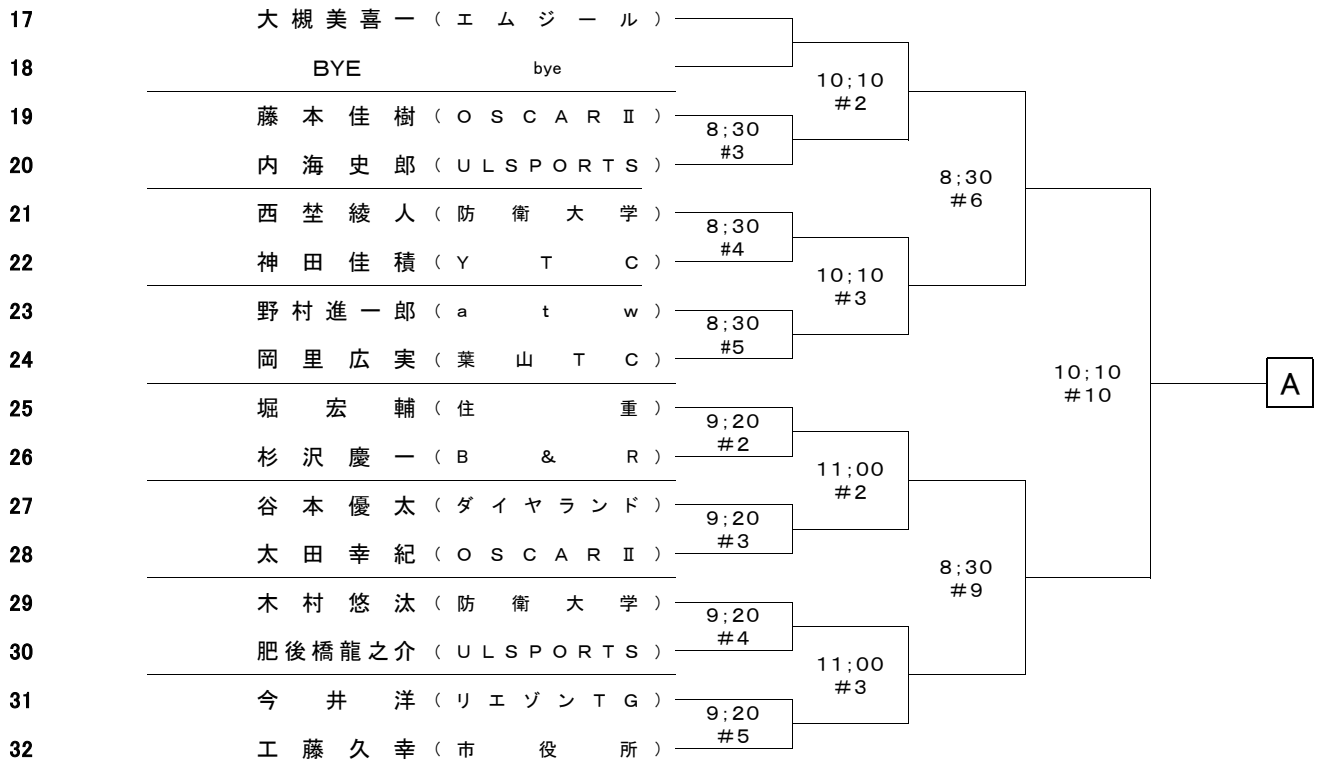 17 大槻美喜一 (エムジール)
18 BYE bye
10;10
#2
19 藤本佳樹 (OSCARⅡ)
8;30
#3
20 内海史郎 (ULSPORTS)
8;30
#6
21 西埜綾人 (防衛大学)
8;30
#4
22 神田佳積 (YTC)
10;10
#3
23 野村進一郎 (atw)
8;30
#5
24 岡里広実 (葉山TC)
10;10
#10
A
25 堀宏輔 (住重)
9;20
#2
26 杉沢慶一 (B&R)
11;00
#2
27 谷本優太 (ダイヤランド)
9;20
#3
28 太田幸紀 (OSCARⅡ)
8;30
#9
29 木村悠汰 (防衛大学)
9;20
#4
30 肥後橋龍之介 (ULSPORTS)
11;00
#3
31 今井洋 (リエゾンTG)
9;20
#5
32 工藤久幸 (市役所)